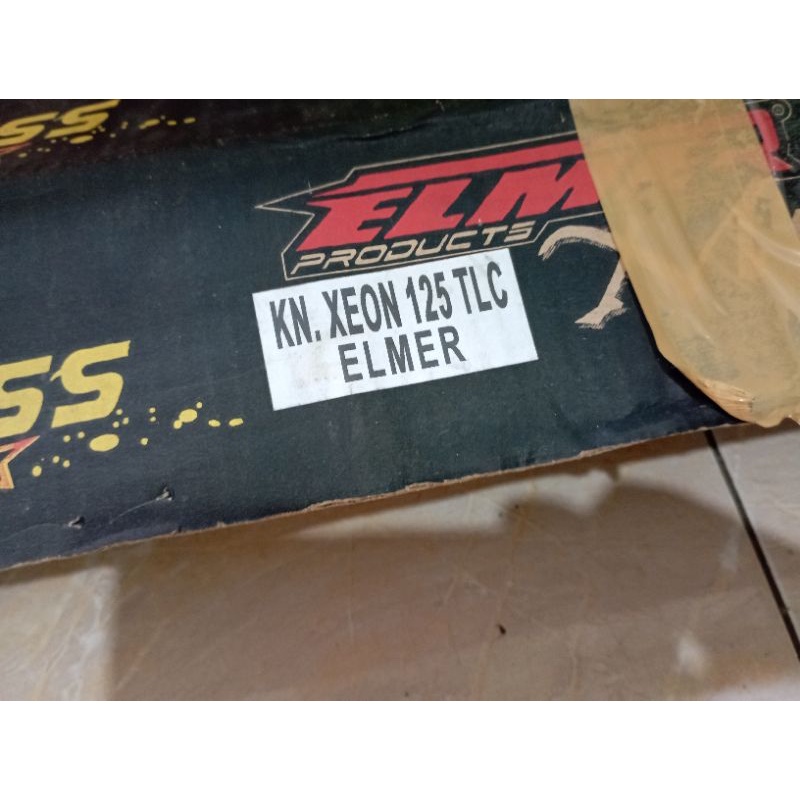 ELM
PRODUCTS
KN. XEON 125 TLC
ELMER
SS
SS